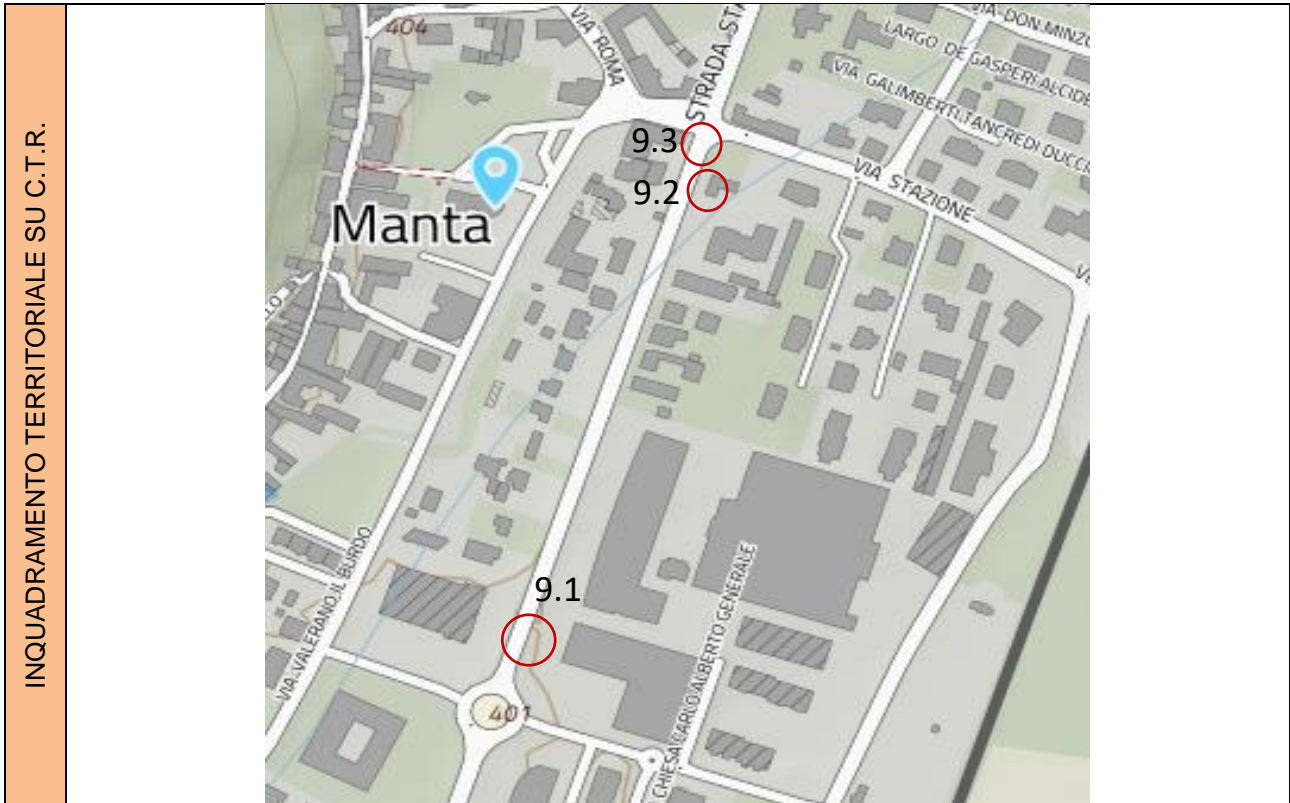 INQUADRAMENTO TERRITORIALE SU C.T.R.
404
VIA ROMA
STRADA STA
VIA DON MINZO
LARGO DE GASPERI ALCIDE
VIA GALIMBERTI TANCREDI DUCCI
9.3
9.2
VIA STAZIONE
Manta
9.1
VIA VALERANO IL BURDO
401
CHIESA CARLO ALBERTO GENERALE